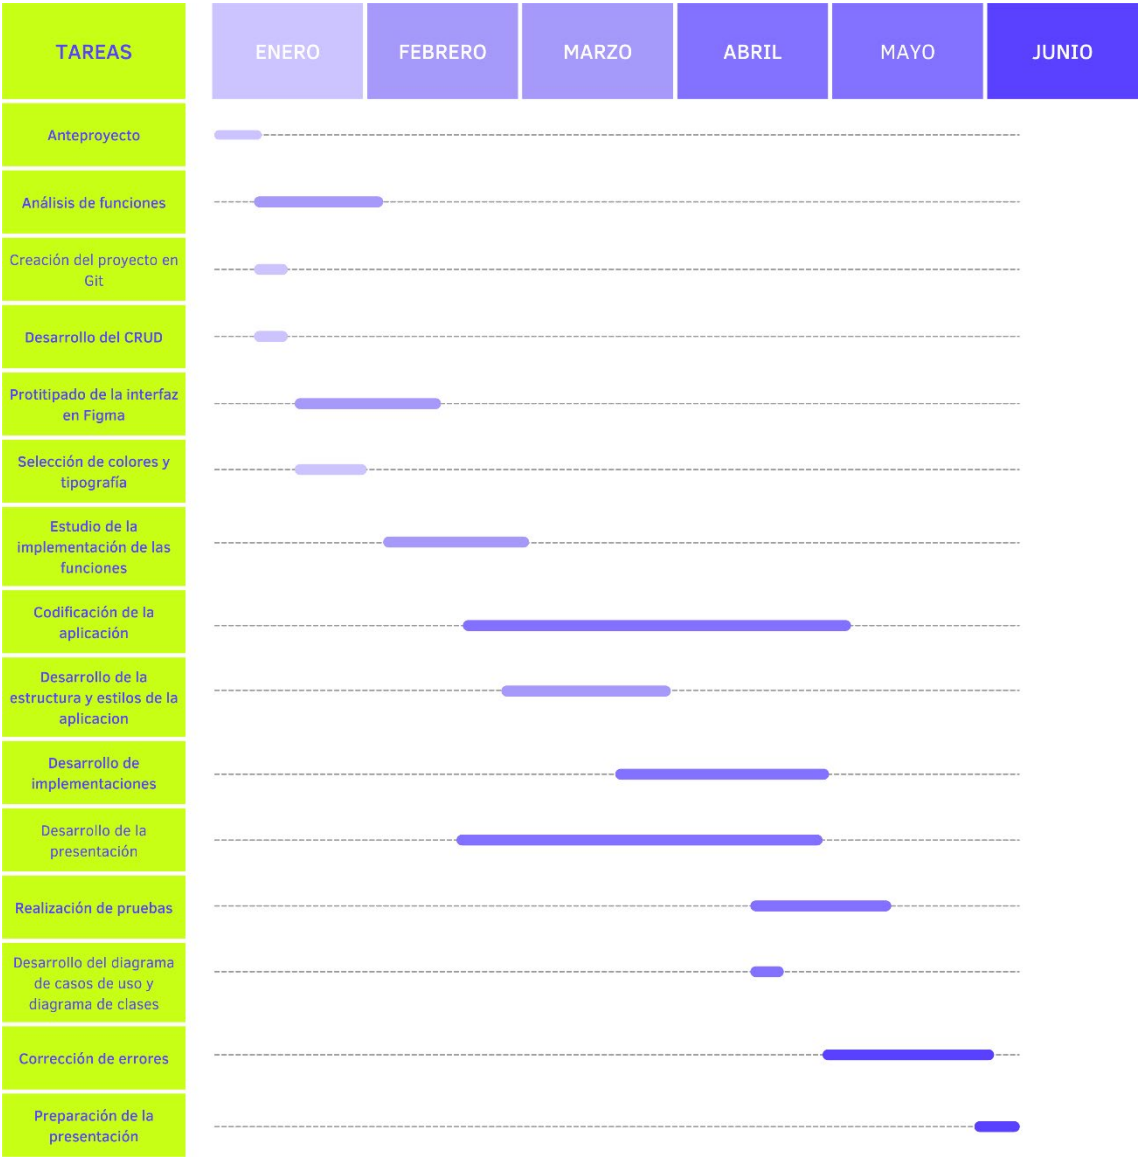 TAREAS
ENERO
FEBRERO
MARZO
ABRIL
MAYO
JUNIO
Anteproyecto
Análisis de funciones
Creación del proyecto en
Git
Desarrollo del CRUD
Protitipado de la interfaz
en Figma
Selección de colores y
tipografía
Estudio de la
implementación de las
funciones
Codificación de la
aplicación
Desarrollo de la
estructura y estilos de la
aplicacion
Desarrollo de
implementaciones
Desarrollo de la
presentación
Realización de pruebas
Desarrollo del diagrama
de casos de uso y
diagrama de clases
Corrección de errores
Preparación de la
presentación